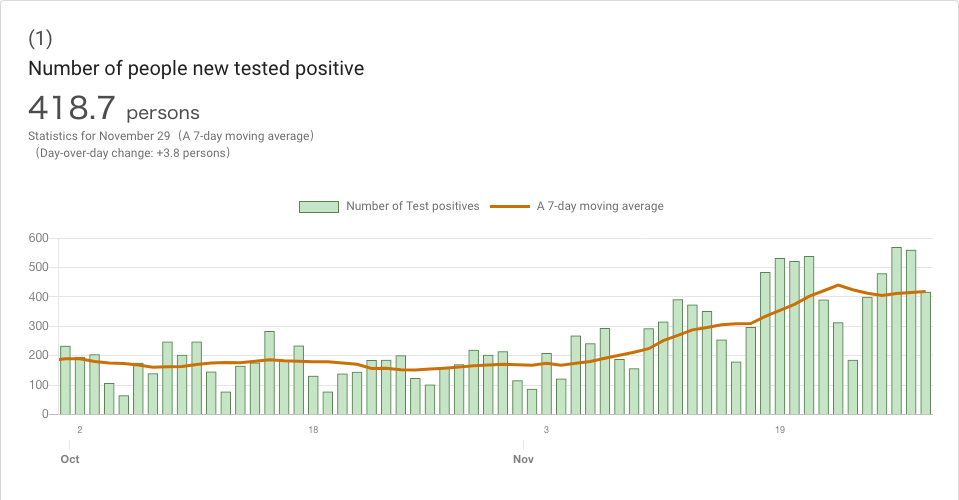 (1)
Number of people new tested positive
418.7 persons
Statistics for November 29（A 7-day moving average）
（Day-over-day change: +3.8 persons）
Number of Test positives A 7-day moving average
600
500
400
300
200
100
0
2 18 3 19
Oct Nov